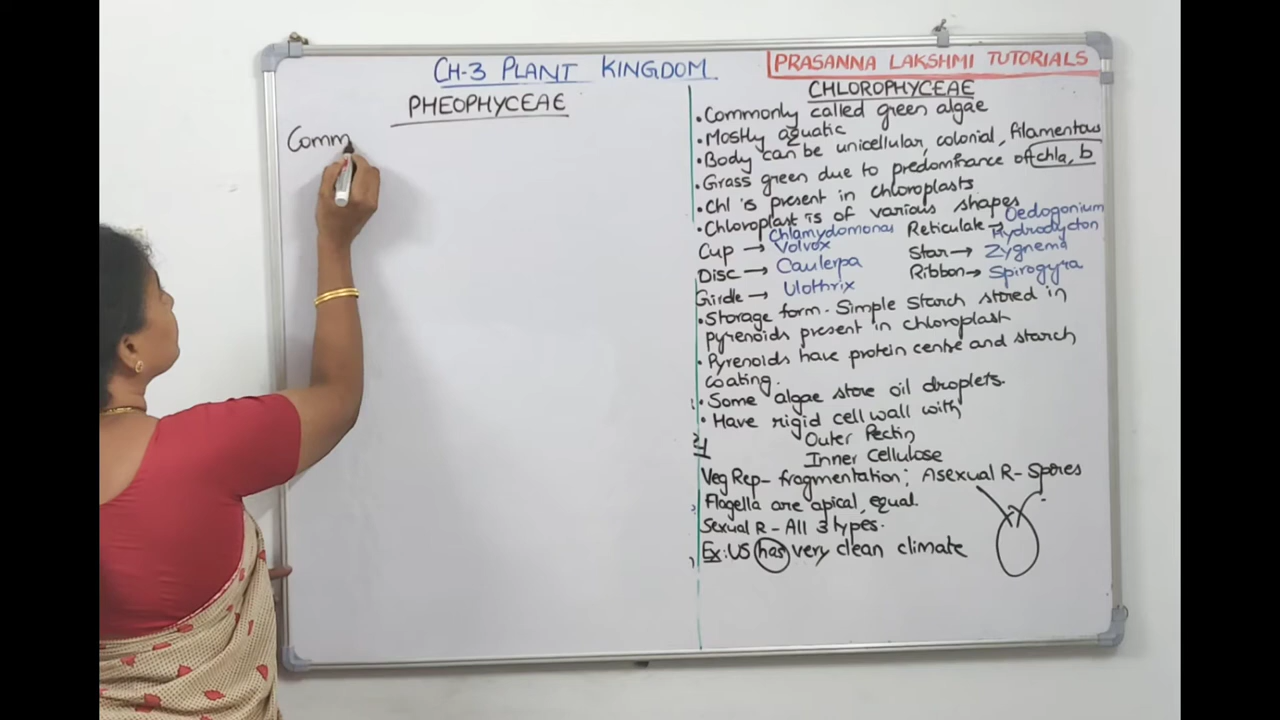 CH-3 PLANT KINGDOM
PRASANNA LAKSHMI TUTORIALS
PHEOPHYCEAE
Comm
CHLOROPHYCEAE
• Commonly called green algae
• Mostly aquatic
• Body can be unicellular, colonial, filamentous
• Grass green due to predominance of chla, b
• Chl is present in chloroplasts
• Chloroplast is of various shapes
Cup → Chlamydomonas Volvox
Reticulate → Oedogonium Hydrodycton
Disc → Caulerpa
Star → Zygnema
Girdle → Ulothrix
Ribbon → Spirogyra
• Storage form - Simple Starch stored in
pyrenoids present in chloroplast
• Pyrenoids have protein centre and starch
coating.
• Some algae store oil droplets.
• Have rigid cell wall with
Outer Pectin
Inner Cellulose
Veg Rep - fragmentation; Asexual R - Spores
Flagella are apical, equal.
Sexual R - All 3 types.
Ex: US has very clean climate